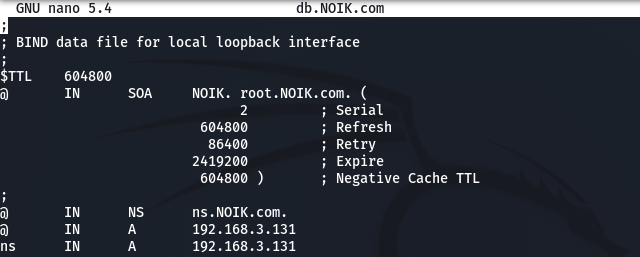 GNU nano 5.4 db.NOIK.com
;
; BIND data file for local loopback interface
;
$TTL 604800
@ IN SOA NOIK. root.NOIK.com. (
2 ; Serial
604800 ; Refresh
86400 ; Retry
2419200 ; Expire
604800 ) ; Negative Cache TTL
;
@ IN NS ns.NOIK.com.
@ IN A 192.168.3.131
ns IN A 192.168.3.131